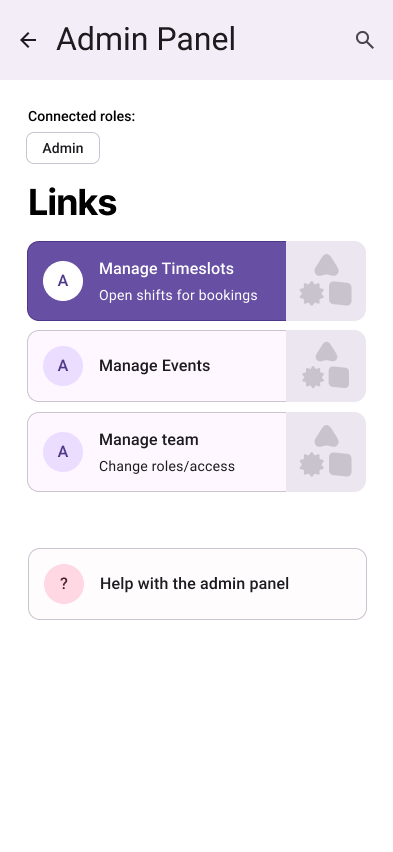 Admin Panel
Connected roles:
Admin
Links
A
Manage Timeslots
Open shifts for bookings
A
Manage Events
A
Manage team
Change roles/access
?
Help with the admin panel